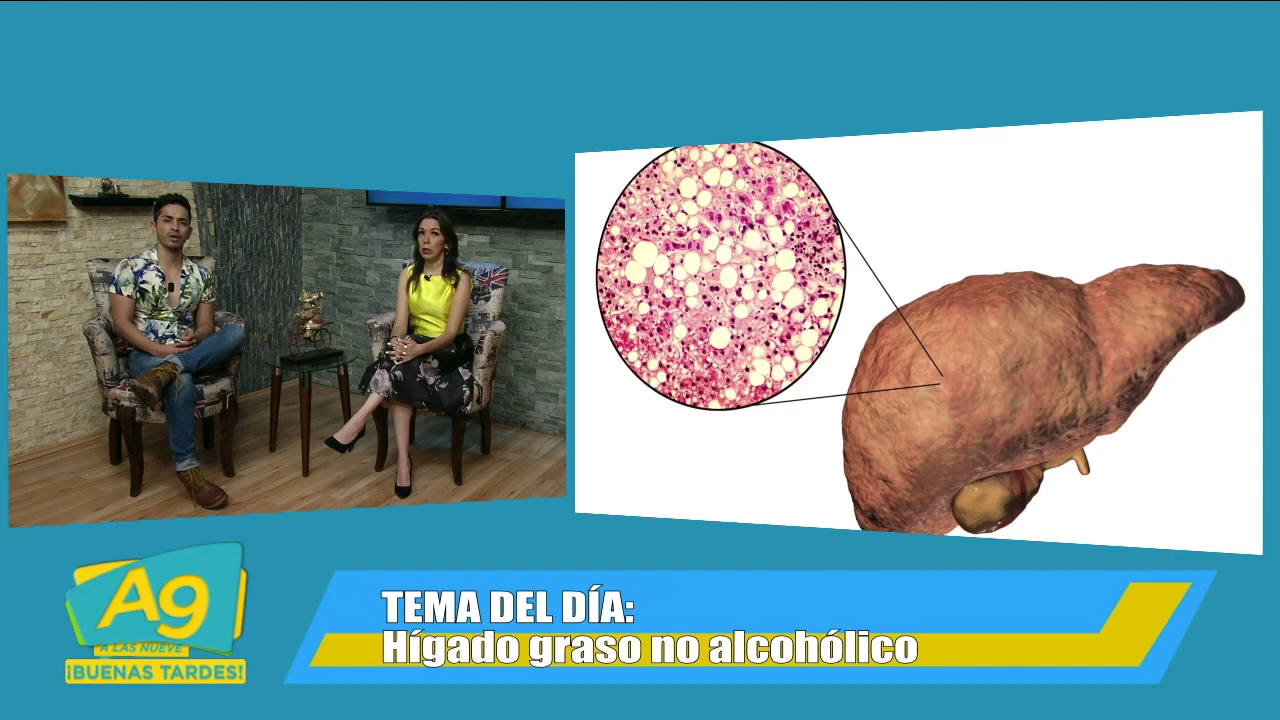 TEMA DEL DÍA:
Hígado graso no alcohólico
A9
A LAS NUEVE
¡BUENAS TARDES!